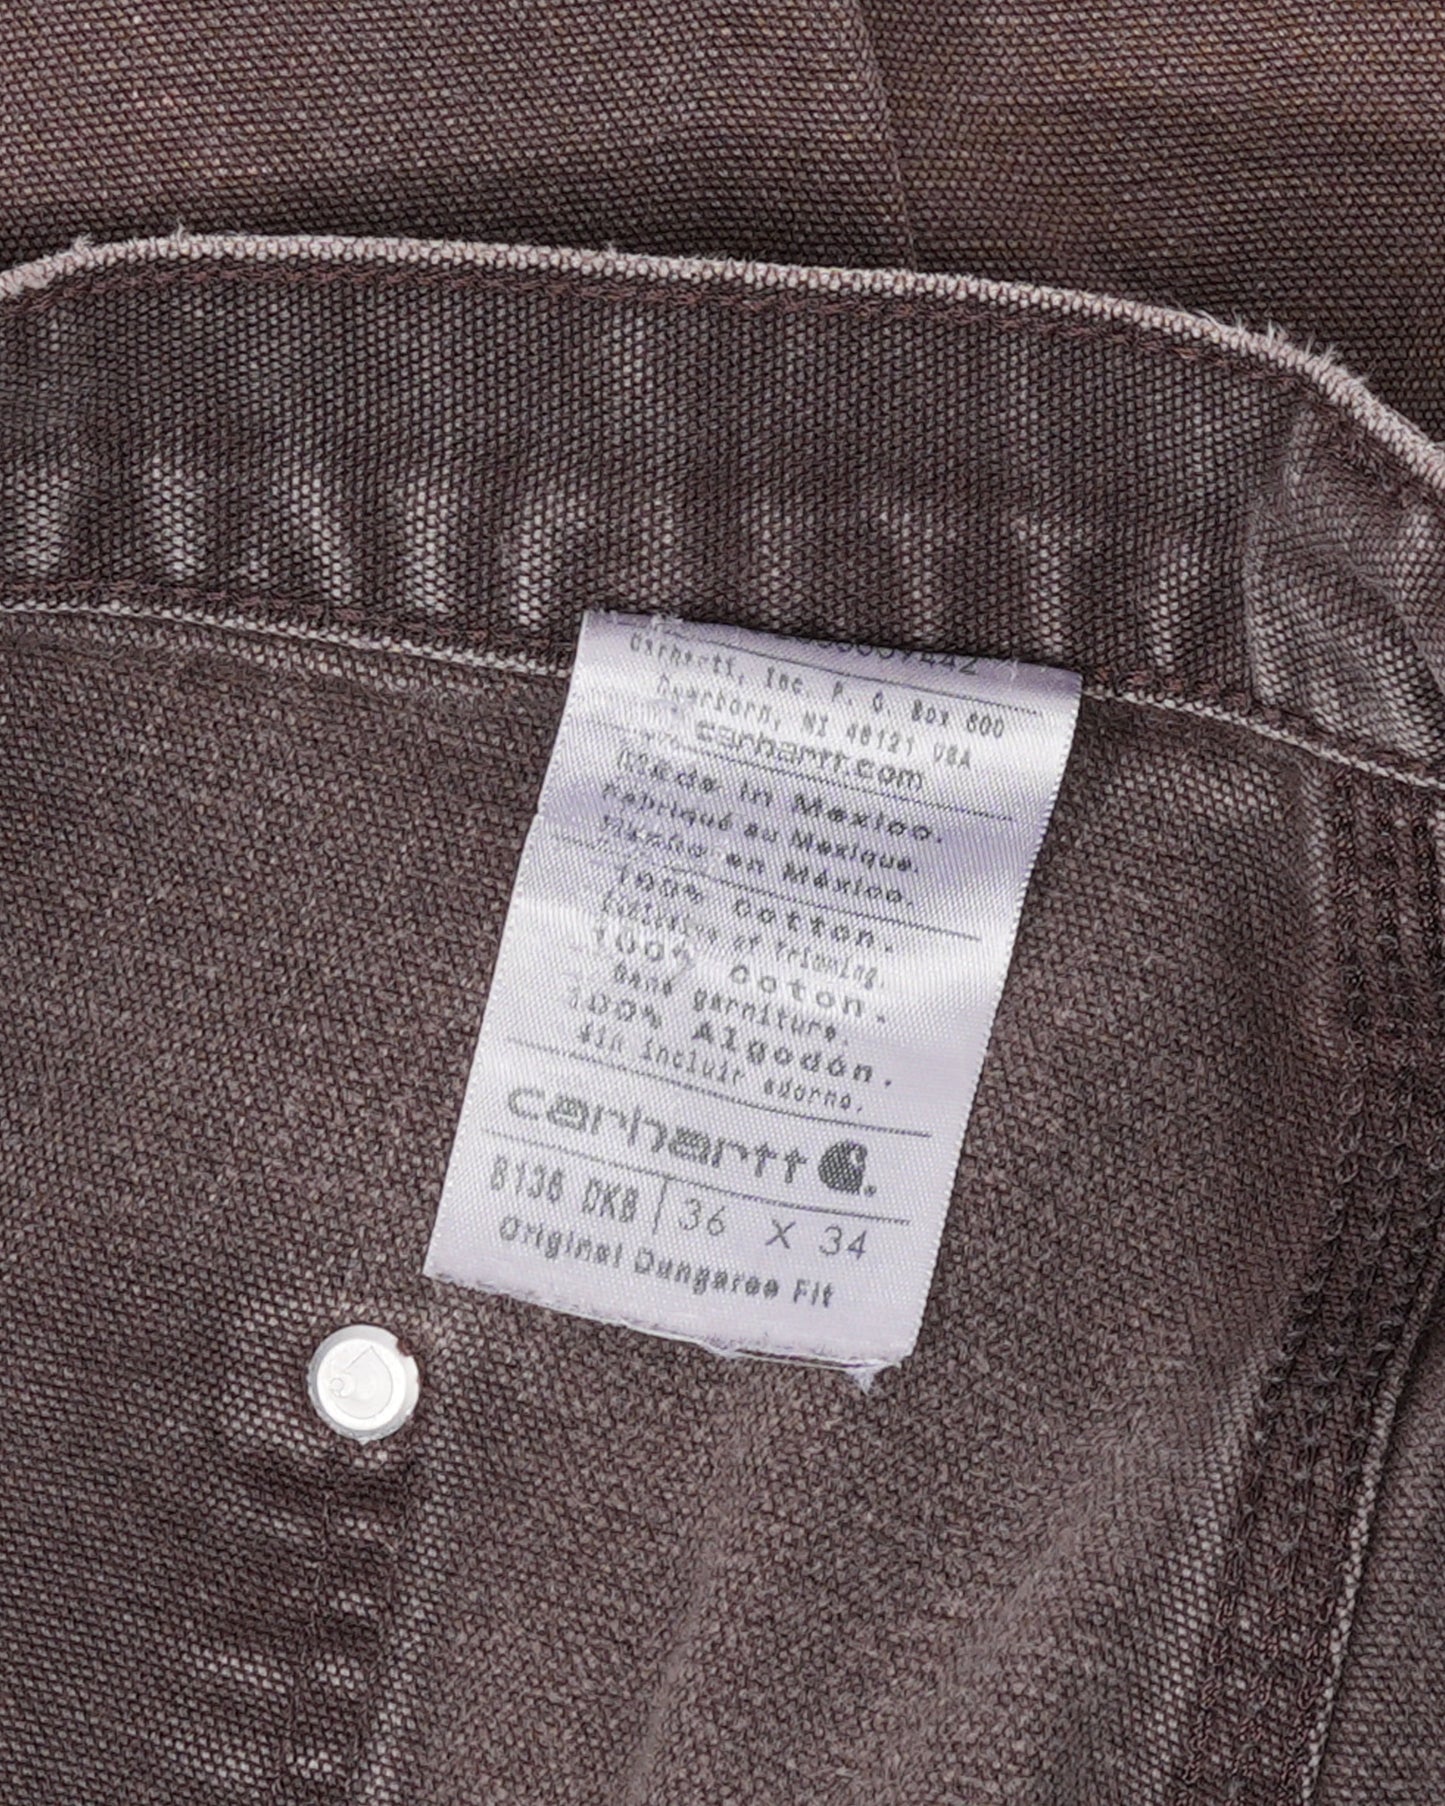 Carhartt, Inc. P. O. Box 600
Dearborn, MI 48121 USA
carhartt.com
Made in Mexico.
Fabriqué au Mexique.
Hecho en México.
100% Cotton.
Exclusive of Trimming.
100% Coton.
Sans garniture.
100% Algodón.
Sin incluir adorno.
carhartt
B136 DKB 36 X 34
Original Dungaree Fit